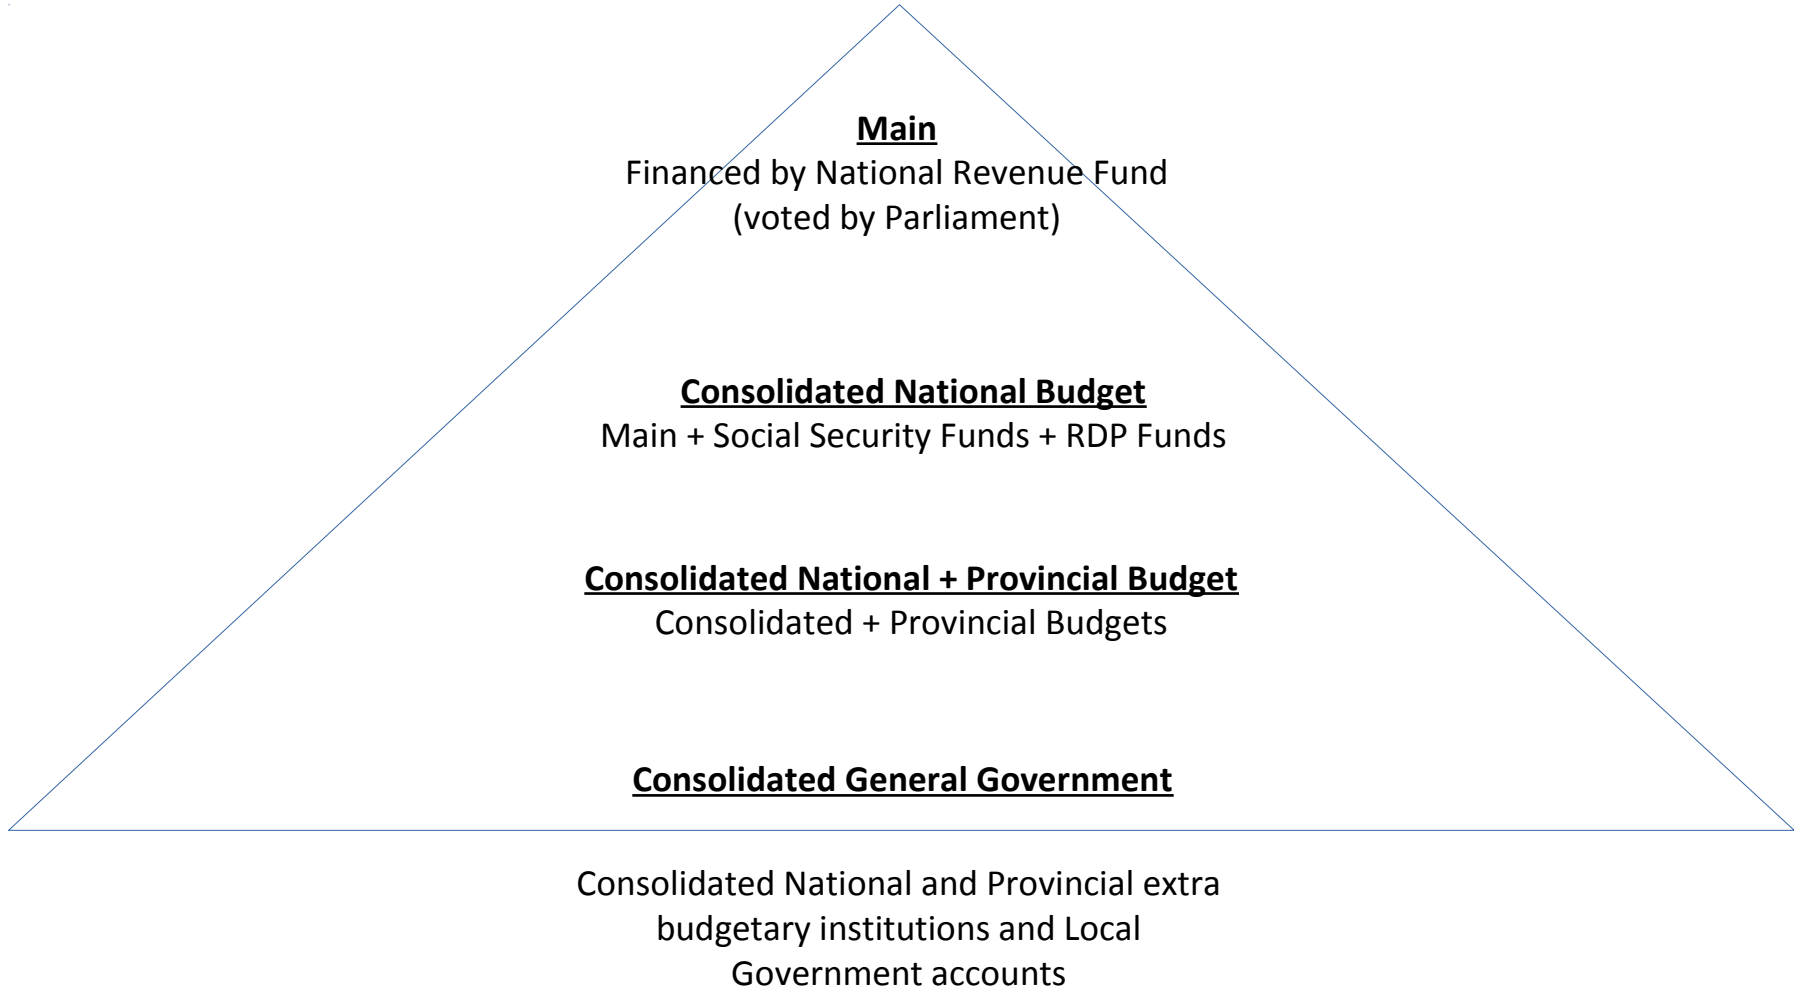 Main
Financed by National Revenue Fund
(voted by Parliament)
Consolidated National Budget
Main + Social Security Funds + RDP Funds
Consolidated National + Provincial Budget
Consolidated + Provincial Budgets
Consolidated General Government
Consolidated National and Provincial extra
budgetary institutions and Local
Government accounts